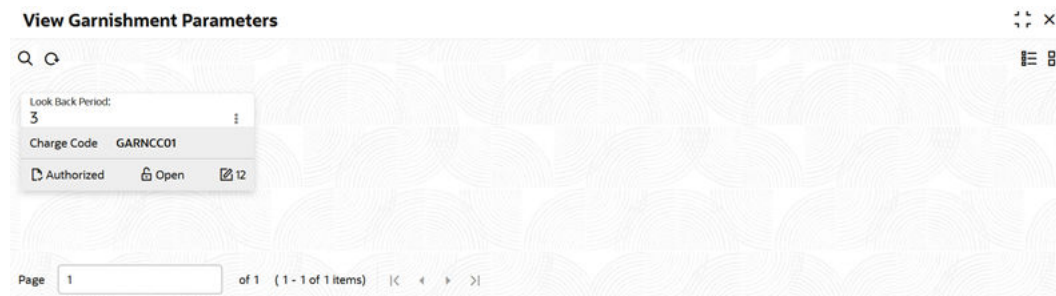 View Garnishment Parameters
Look Back Period:
3
Charge Code GARNCC01
Authorized Open 12
Page 1 of 1 (1 - 1 of 1 items)